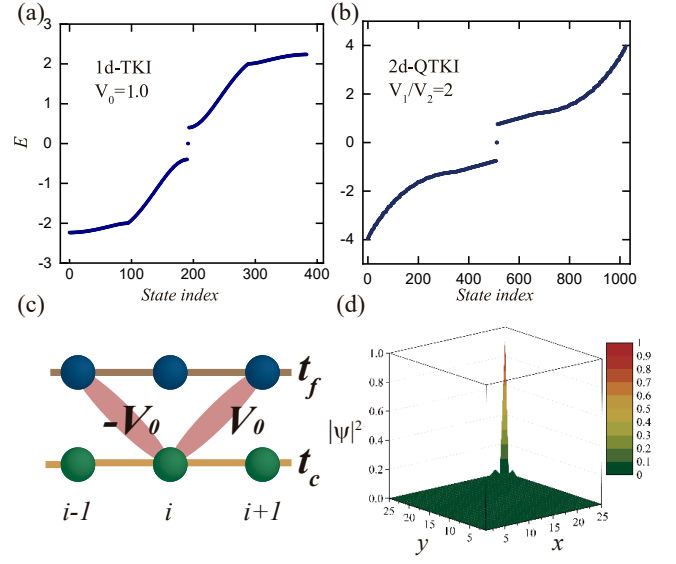 (a)
1d-TKI
V₀=1.0
E
3
2
1
0
-1
-2
-3
0 100 200 300 400
State index
(b)
2d-QTKI
V₁/V₂=2
4
2
0
-2
-4
0 200 400 600 800 1000
State index
(c)
t_f
-V₀ V₀
t_c
i-1 i i+1
(d)
|ψ|²
1.0
0.8
0.6
0.4
0.2
0.0
25 20 15 10 5
y
5 10 15 20 25
x
1
0.9
0.8
0.7
0.6
0.5
0.4
0.3
0.2
0.1
0